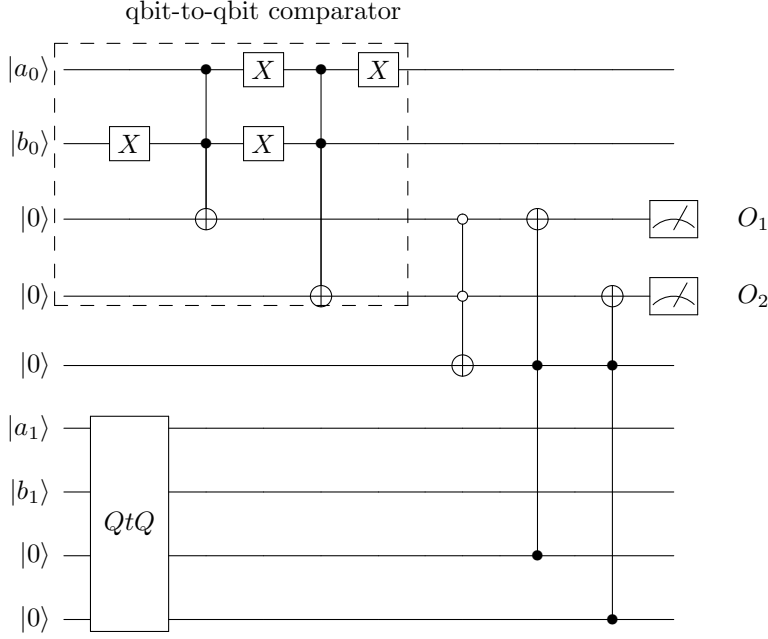 qbit-to-qbit comparator
|a₀⟩ X X
|b₀⟩ X X
|0⟩ O₁
|0⟩ O₂
|0⟩
|a₁⟩
|b₁⟩
QtQ
|0⟩
|0⟩